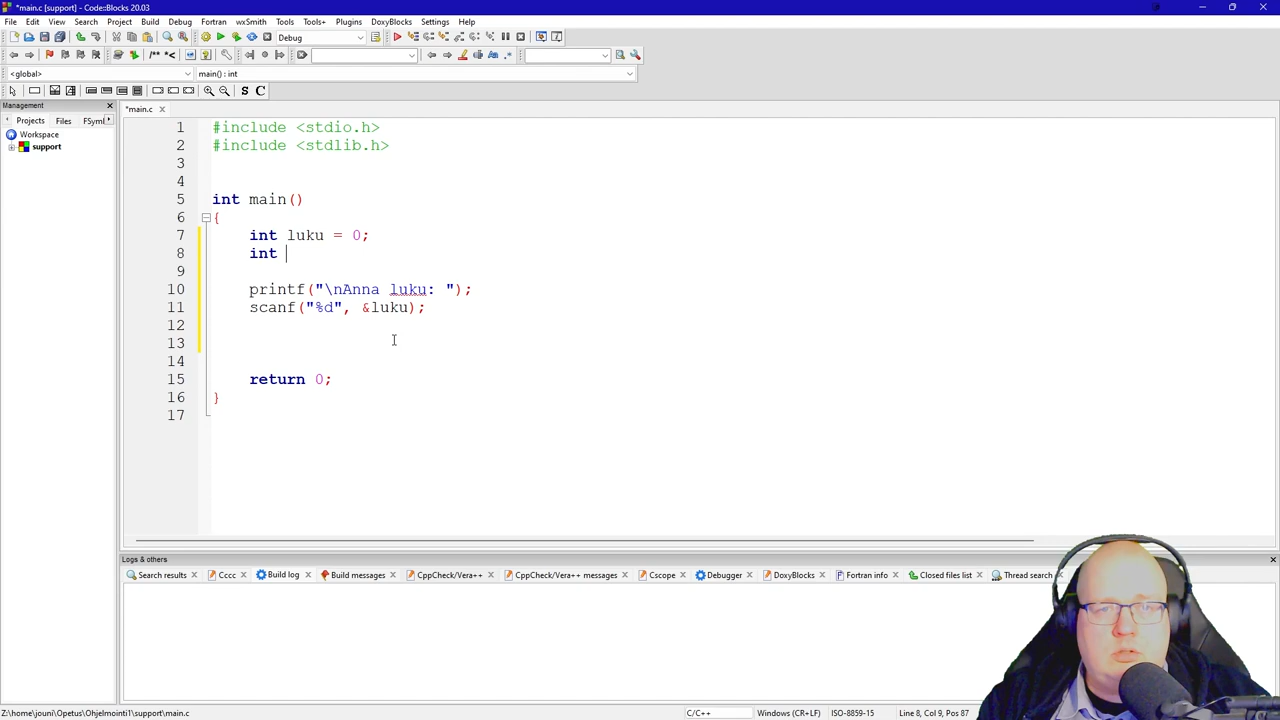 *main.c [support] - Code::Blocks 20.03
File Edit View Search Project Build Debug Fortran wxSmith Tools Tools+ Plugins DoxyBlocks Settings Help
Debug
/** *<
<global> main() : int
S C
Management
Projects Files FSyml
Workspace
support
*main.c
1 #include <stdio.h>
2 #include <stdlib.h>
3
4
5 int main()
6 {
7 int luku = 0;
8 int
9
10 printf("\nAnna luku: ");
11 scanf("%d", &luku);
12
13
14
15 return 0;
16 }
17
Logs & others
Search results Cccc Build log Build messages CppCheck/Vera++ CppCheck/Vera++ messages Cscope Debugger DoxyBlocks Fortran info Closed files list Thread search
Z:\home\jouni\Opetus\Ohjelmointi1\support\main.c C/C++ Windows (CR+LF) ISO-8859-15 Line 8, Col 9, Pos 87